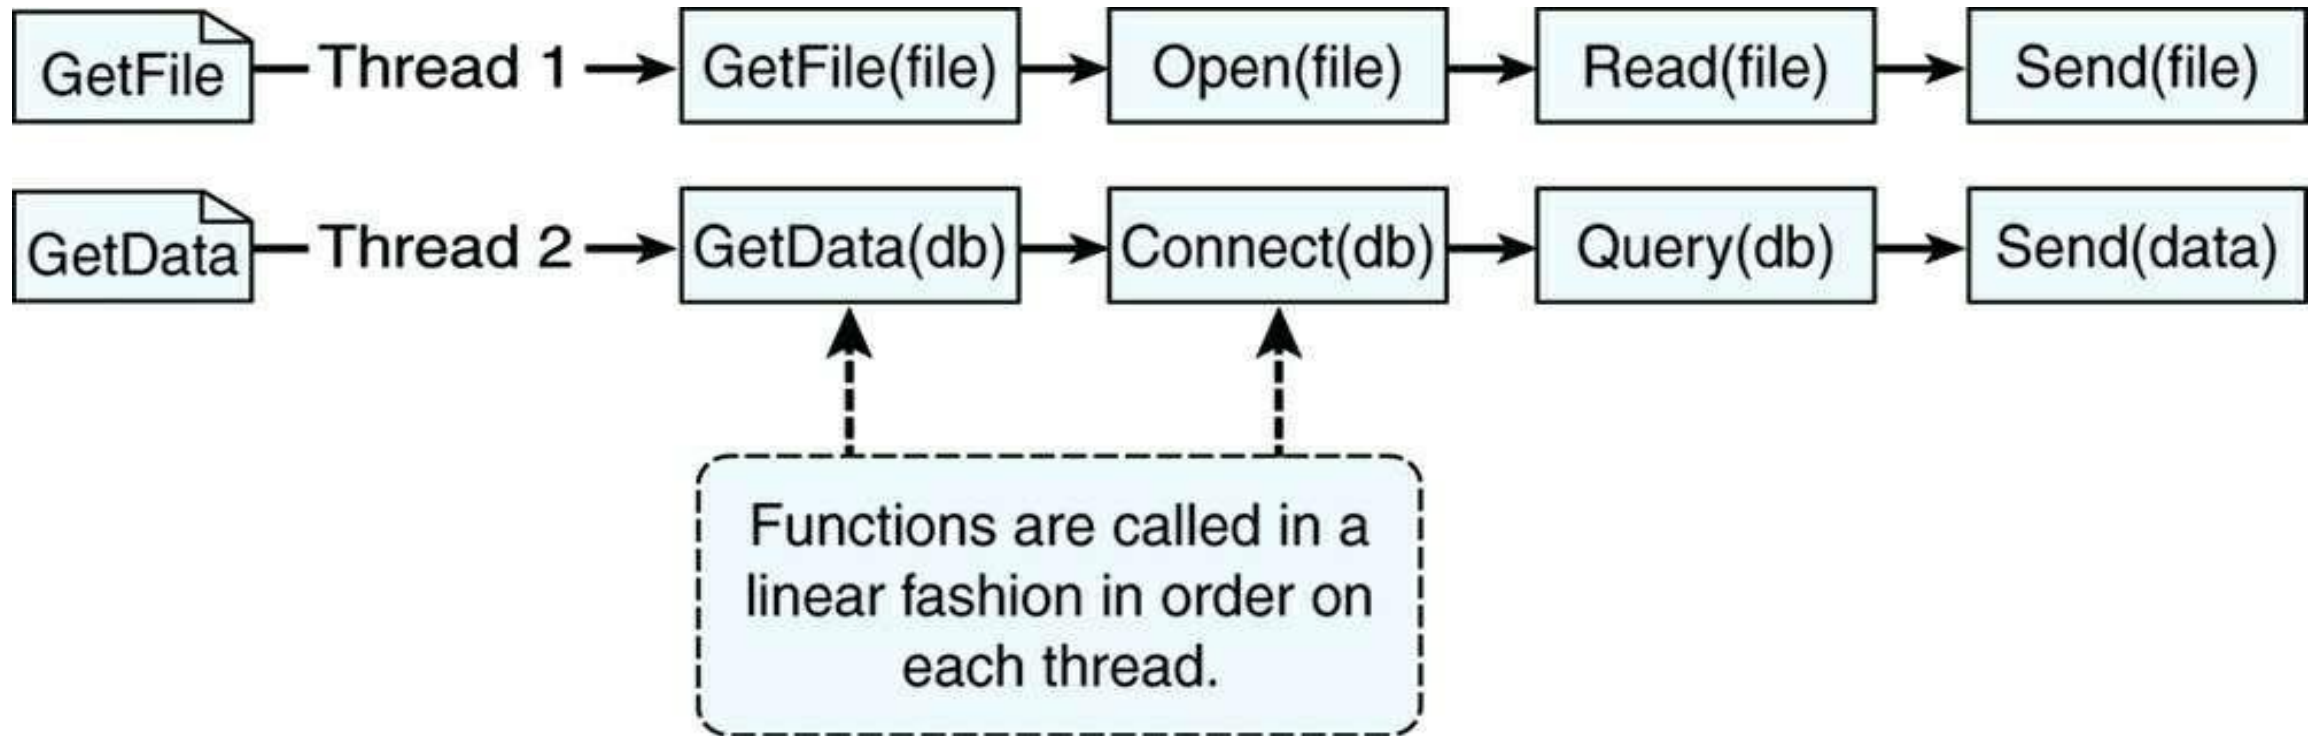 GetFile
Thread 1
GetFile(file)
Open(file)
Read(file)
Send(file)
GetData
Thread 2
GetData(db)
Connect(db)
Query(db)
Send(data)
Functions are called in a
linear fashion in order on
each thread.